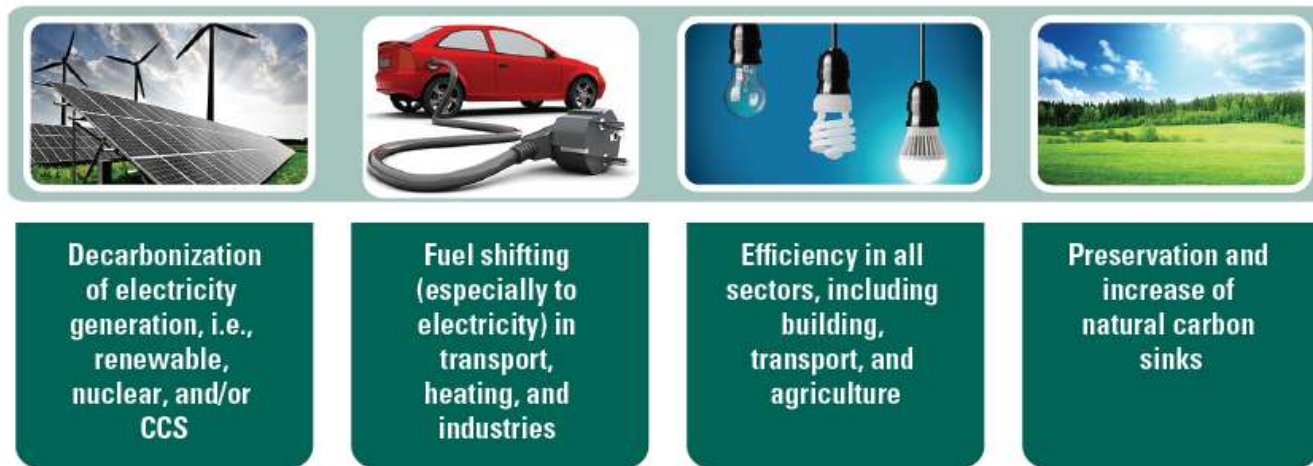 Decarbonization
of electricity
generation, i.e.,
renewable,
nuclear, and/or
CCS
Fuel shifting
(especially to
electricity) in
transport,
heating, and
industries
Efficiency in all
sectors, including
building,
transport, and
agriculture
Preservation and
increase of
natural carbon
sinks